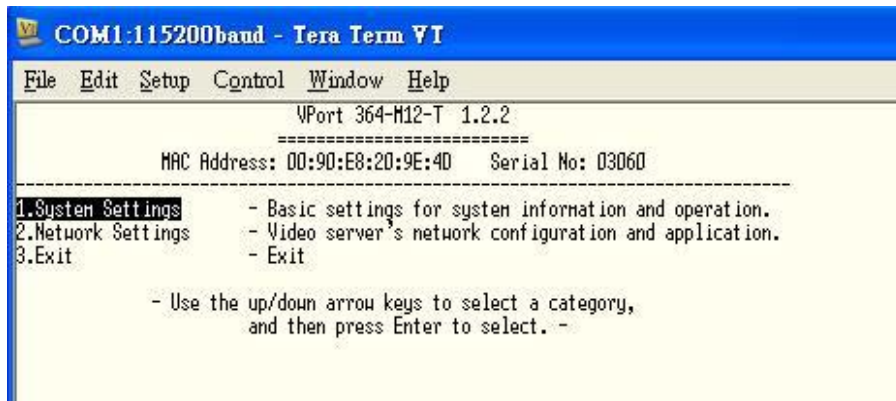 COM1:115200baud - Tera Term VT
File Edit Setup Control Window Help
VPort 364-M12-T 1.2.2
===========================
MAC Address: 00:90:E8:20:9E:4D Serial No: 03060
--------------------------------------------------------------------------------
1.System Settings - Basic settings for system information and operation.
2.Network Settings - Video server's network configuration and application.
3.Exit - Exit
- Use the up/down arrow keys to select a category,
and then press Enter to select. -